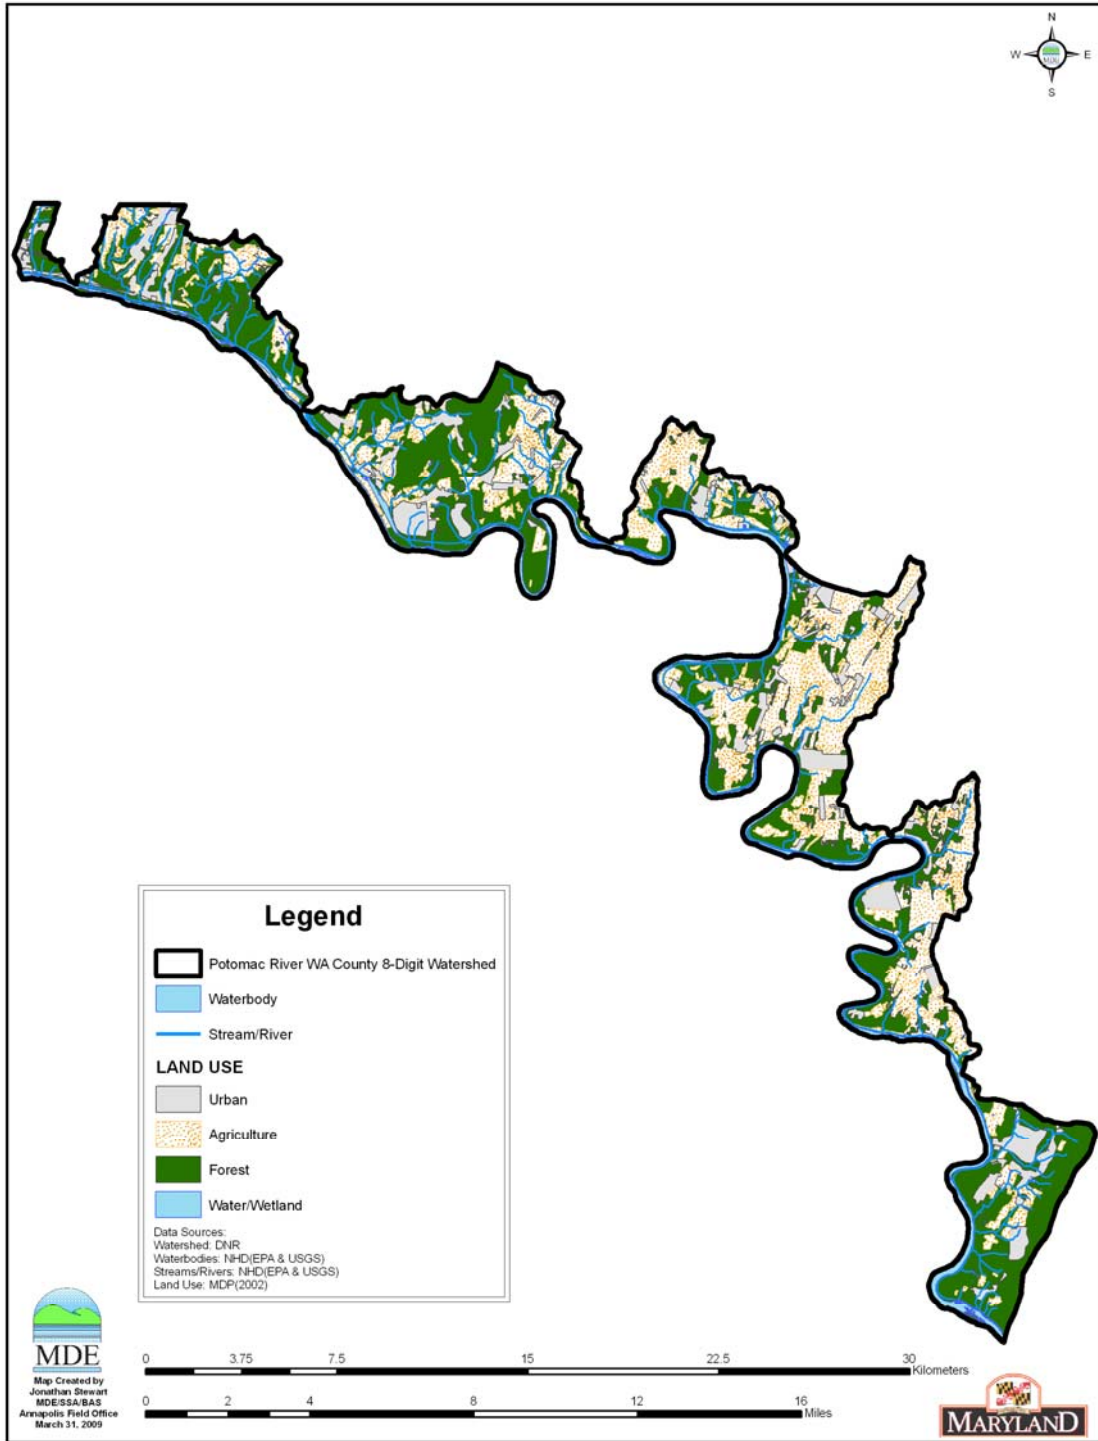 N
W E
S
Legend
Potomac River WA County 8-Digit Watershed
Waterbody
Stream/River
LAND USE
Urban
Agriculture
Forest
Water/Wetland
Data Sources:
Watershed: DNR
Waterbodies: NHD(EPA & USGS)
Streams/Rivers: NHD(EPA & USGS)
Land Use: MDP(2002)
MDE
Map Created by
Jonathan Stewart
MDE/SSA/BAS
Annapolis Field Office
March 31, 2009
0 3.75 7.5 15 22.5 30
Kilometers
0 2 4 8 12 16
Miles
MARYLAND